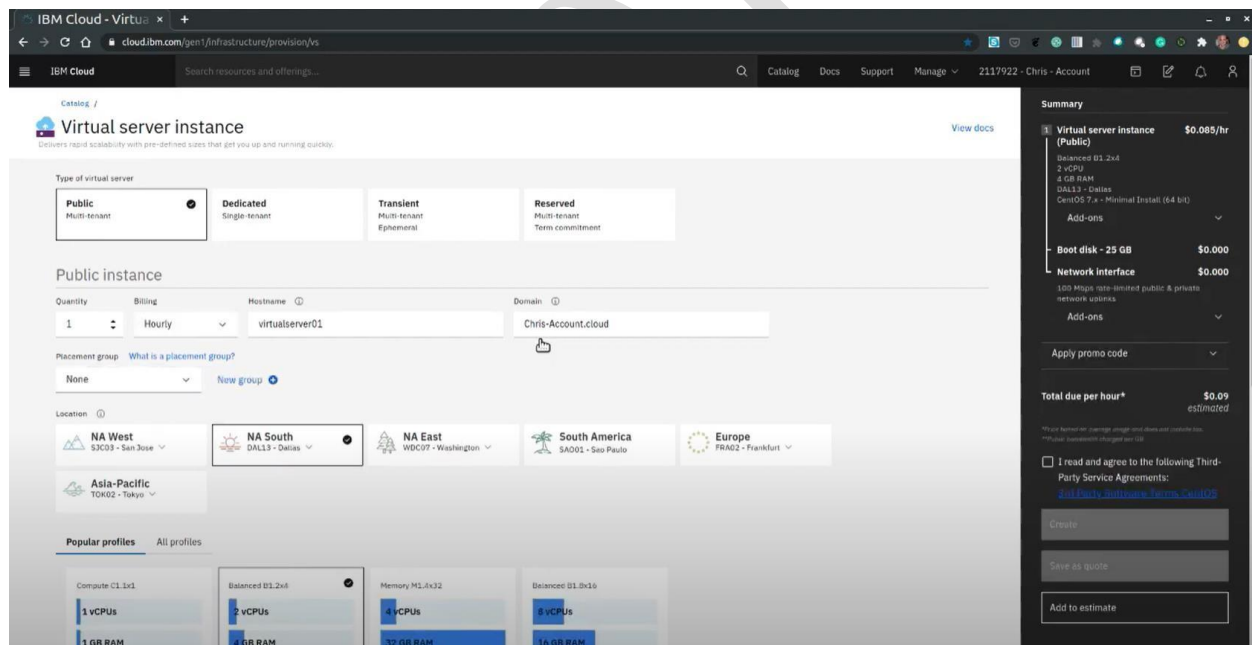 IBM Cloud - Virtua × +
cloud.ibm.com/gen1/infrastructure/provision/vs
IBM Cloud
Search resources and offerings...
Catalog Docs Support Manage 2117922 - Chris - Account
Catalog /
Virtual server instance
View docs
Delivers rapid scalability with pre-defined sizes that get you up and running quickly.
Type of virtual server
Public
Multi-tenant
Dedicated
Single-tenant
Transient
Multi-tenant
Ephemeral
Reserved
Multi-tenant
Term commitment
Public instance
Quantity Billing Hostname Domain
1 Hourly virtualserver01 Chris-Account.cloud
Placement group What is a placement group?
None New group
Location
NA West
SJC03 - San Jose
NA South
DAL13 - Dallas
NA East
WDC07 - Washington
South America
SAO01 - Sao Paulo
Europe
FRA02 - Frankfurt
Asia-Pacific
TOK02 - Tokyo
Popular profiles All profiles
Compute C1.1x1
1 vCPUs
1 GB RAM
Balanced B1.2x4
2 vCPUs
4 GB RAM
Memory M1.4x32
4 vCPUs
32 GB RAM
Balanced B1.8x16
8 vCPUs
16 GB RAM
Summary
1 Virtual server instance $0.085/hr
(Public)
Balanced B1.2x4
2 vCPU
4 GB RAM
DAL13 - Dallas
CentOS 7.x - Minimal Install (64 bit)
Add-ons
Boot disk - 25 GB $0.000
Network interface $0.000
100 Mbps rate-limited public & private
network uplinks
Add-ons
Apply promo code
Total due per hour* $0.09
estimated
I read and agree to the following Third-
Party Service Agreements:
3rd Party Software Terms CentOS
Create
Save as quote
Add to estimate